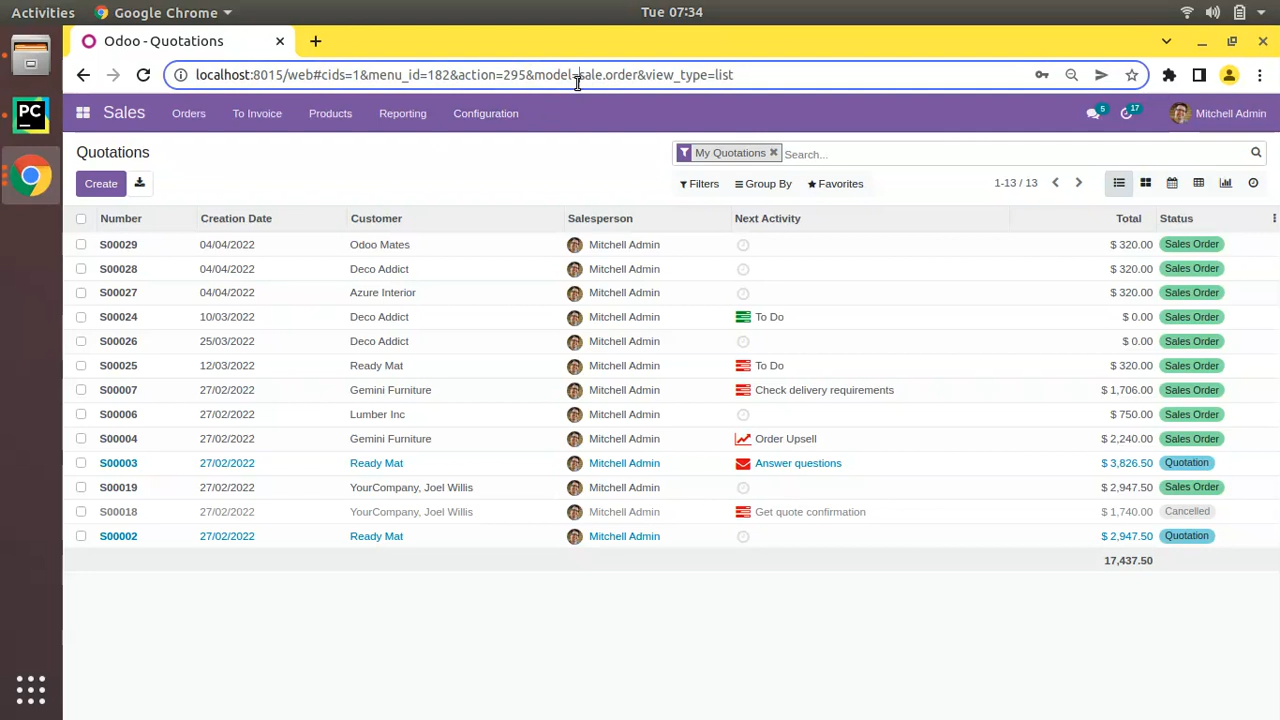 Activities Google Chrome Tue 07:34
Odoo - Quotations
localhost:8015/web#cids=1&menu_id=182&action=295&model=sale.order&view_type=list
Sales Orders To Invoice Products Reporting Configuration 5 17 Mitchell Admin
Quotations My Quotations Search...
Create Filters Group By Favorites 1-13 / 13
Number Creation Date Customer Salesperson Next Activity Total Status
S00029 04/04/2022 Odoo Mates Mitchell Admin $ 320.00 Sales Order
S00028 04/04/2022 Deco Addict Mitchell Admin $ 320.00 Sales Order
S00027 04/04/2022 Azure Interior Mitchell Admin $ 320.00 Sales Order
S00024 10/03/2022 Deco Addict Mitchell Admin To Do $ 0.00 Sales Order
S00026 25/03/2022 Deco Addict Mitchell Admin $ 0.00 Sales Order
S00025 12/03/2022 Ready Mat Mitchell Admin To Do $ 320.00 Sales Order
S00007 27/02/2022 Gemini Furniture Mitchell Admin Check delivery requirements $ 1,706.00 Sales Order
S00006 27/02/2022 Lumber Inc Mitchell Admin $ 750.00 Sales Order
S00004 27/02/2022 Gemini Furniture Mitchell Admin Order Upsell $ 2,240.00 Sales Order
S00003 27/02/2022 Ready Mat Mitchell Admin Answer questions $ 3,826.50 Quotation
S00019 27/02/2022 YourCompany, Joel Willis Mitchell Admin $ 2,947.50 Sales Order
S00018 27/02/2022 YourCompany, Joel Willis Mitchell Admin Get quote confirmation $ 1,740.00 Cancelled
S00002 27/02/2022 Ready Mat Mitchell Admin $ 2,947.50 Quotation
17,437.50
PC